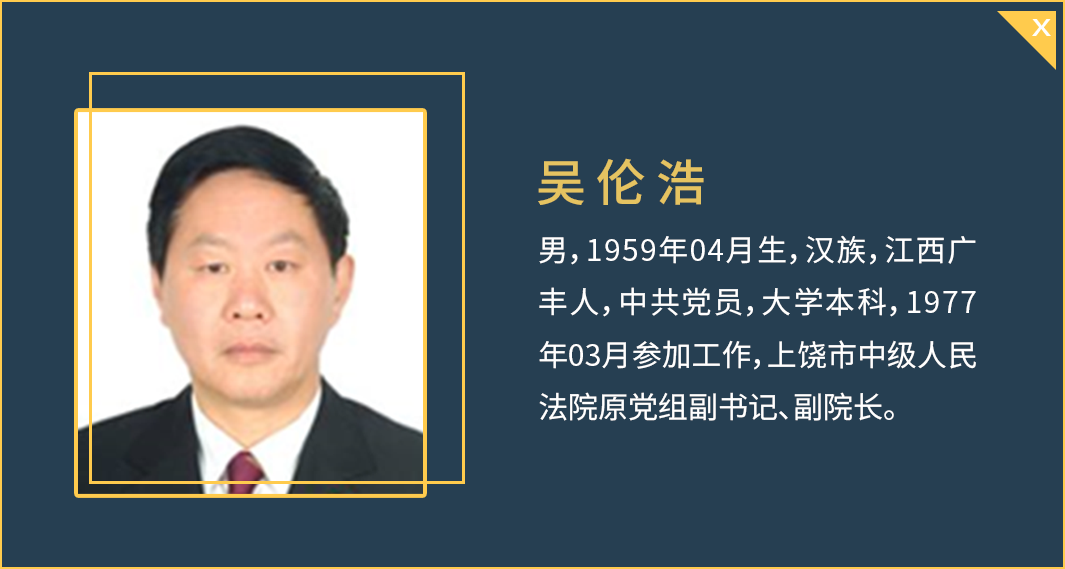 X
吴伦浩
男，1959年04月生，汉族，江西广
丰人，中共党员，大学本科，1977
年03月参加工作，上饶市中级人民
法院原党组副书记、副院长。